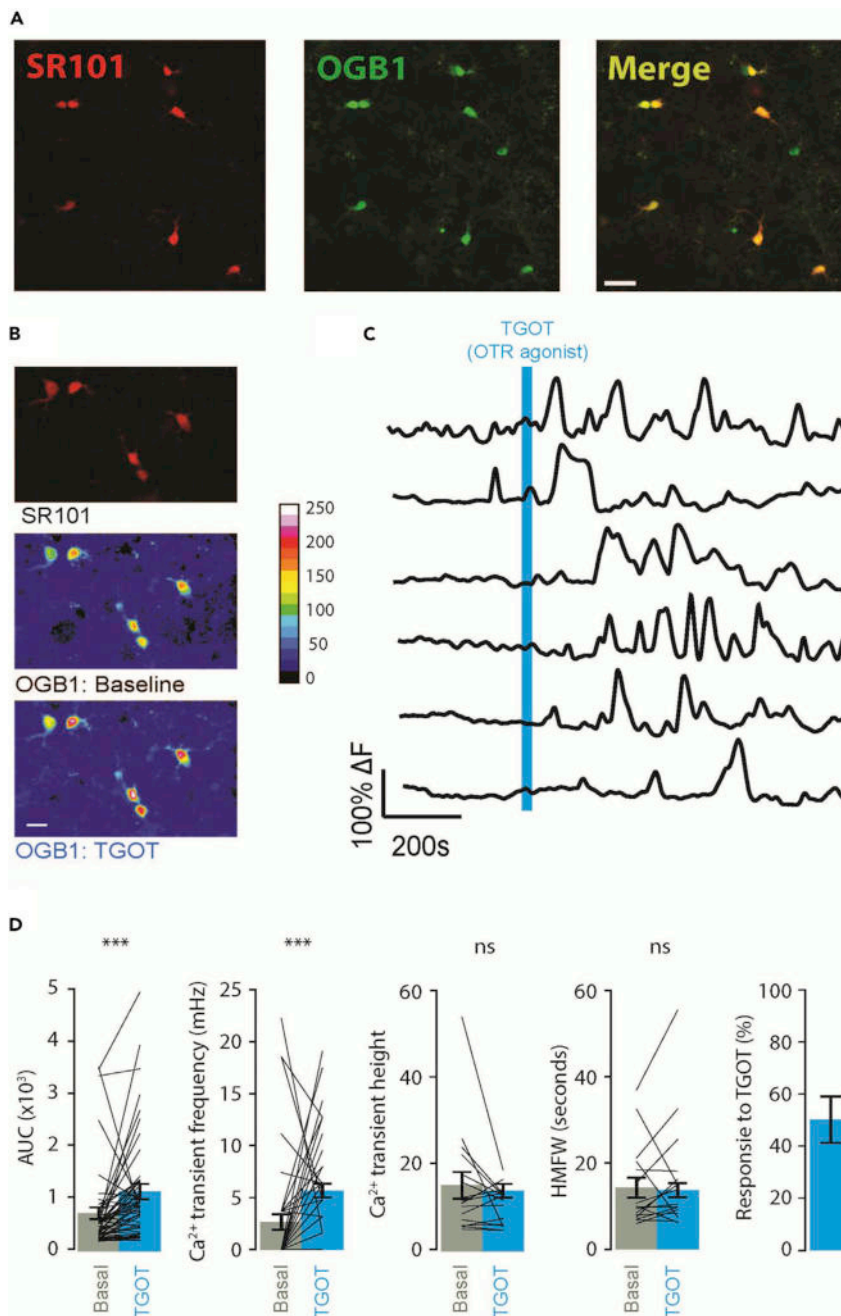 A
SR101
OGB1
Merge
B
SR101
OGB1: Baseline
OGB1: TGOT
250
200
150
100
50
0
C
TGOT
(OTR agonist)
100% ΔF
200s
D
***
AUC (x10³)
5
4
3
2
1
0
Basal
TGOT
***
Ca²⁺ transient frequency (mHz)
25
20
15
10
5
0
Basal
TGOT
ns
Ca²⁺ transient height
60
40
20
0
Basal
TGOT
ns
HMFW (seconds)
60
40
20
0
Basal
TGOT
Responsie to TGOT (%)
100
80
60
40
20
0